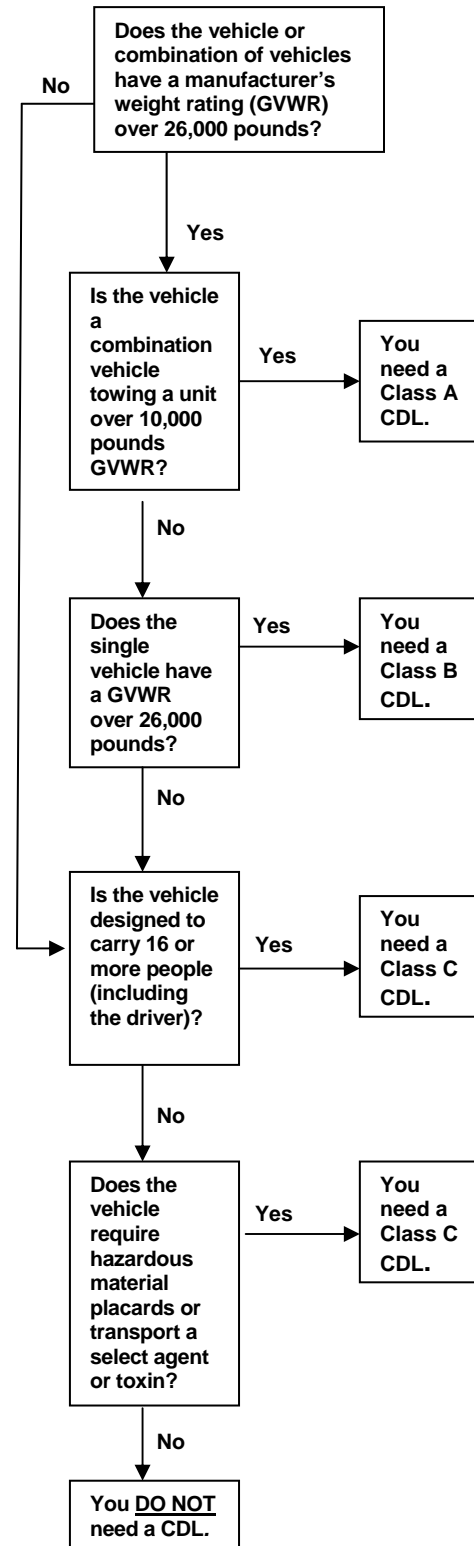 Does the vehicle or
combination of vehicles
have a manufacturer's
weight rating (GVWR)
over 26,000 pounds?
No
Yes
Is the vehicle
a
combination
vehicle
towing a unit
over 10,000
pounds
GVWR?
Yes
You
need a
Class A
CDL.
No
Does the
single
vehicle have
a GVWR
over 26,000
pounds?
Yes
You
need a
Class B
CDL.
No
Is the vehicle
designed to
carry 16 or
more people
(including
the driver)?
Yes
You
need a
Class C
CDL.
No
Does the
vehicle
require
hazardous
material
placards or
transport a
select agent
or toxin?
Yes
You
need a
Class C
CDL.
No
You DO NOT
need a CDL.